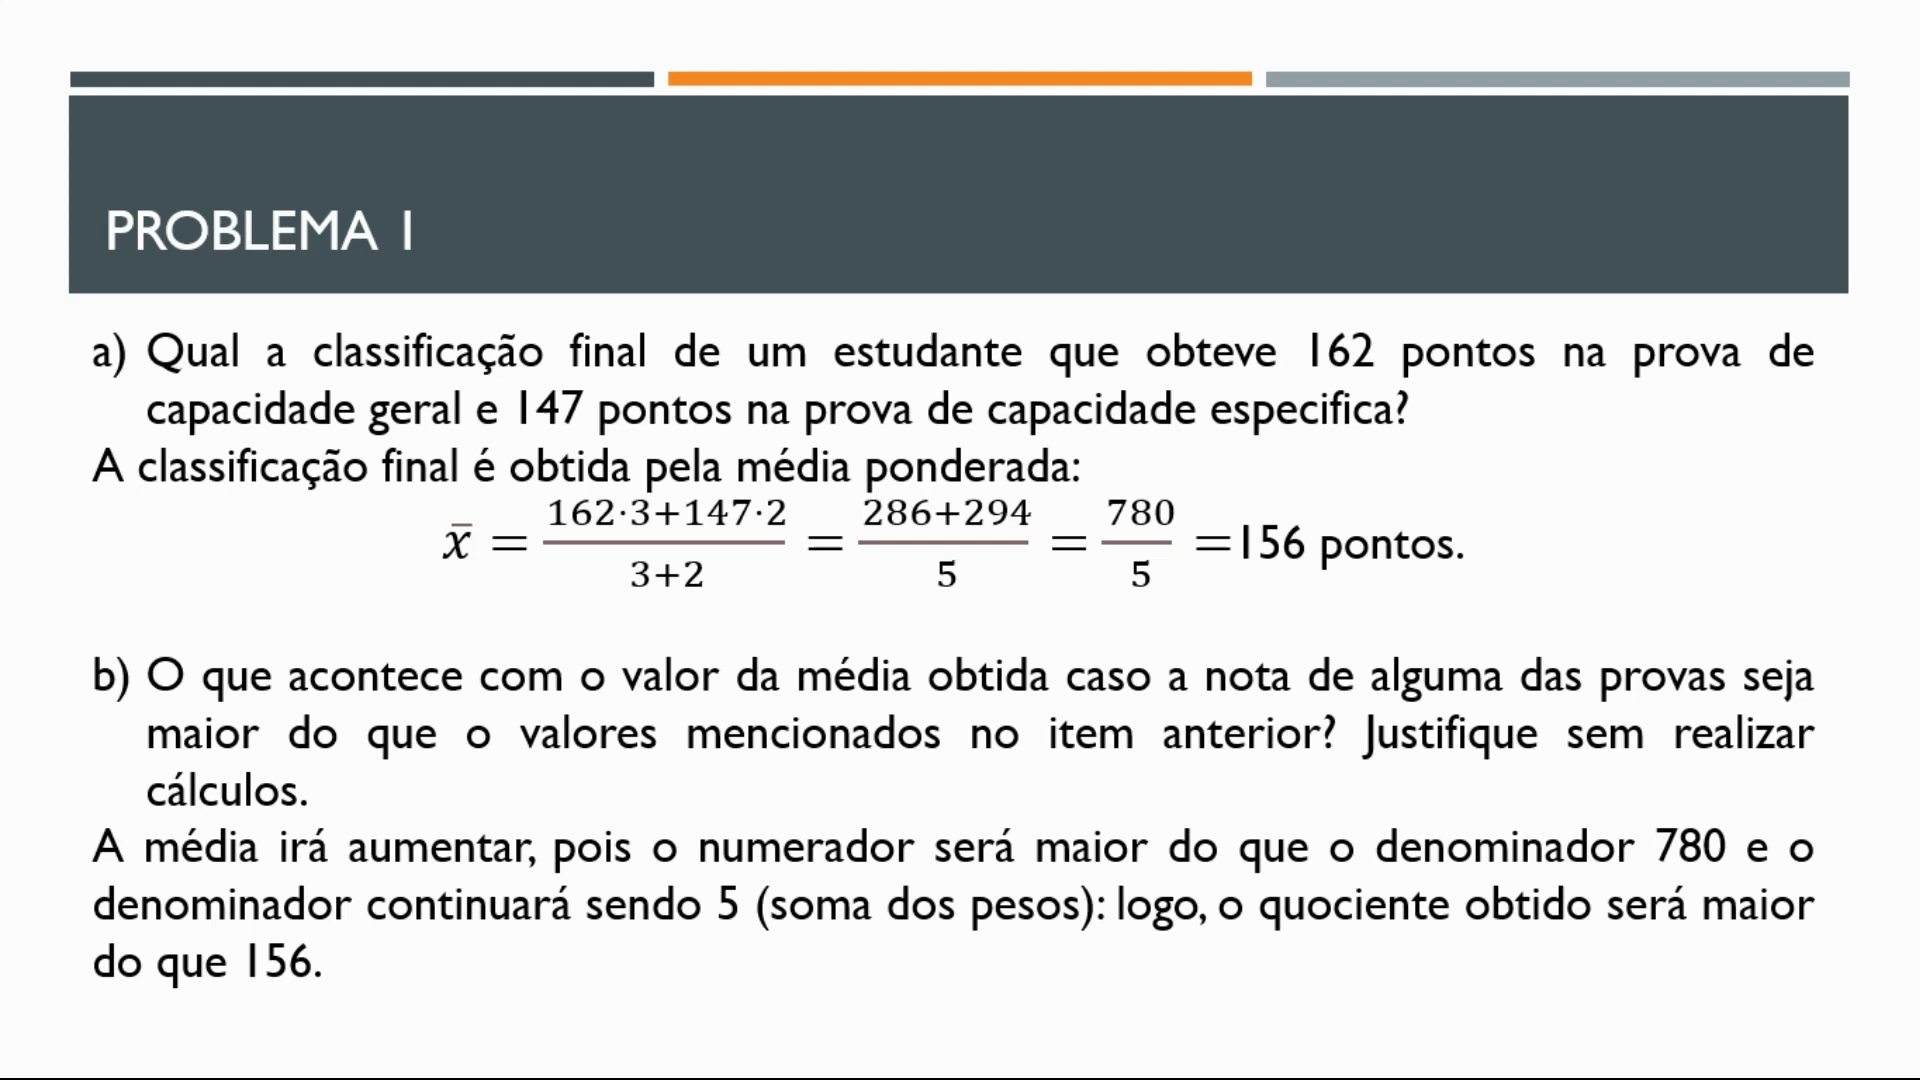 PROBLEMA 1
a) Qual a classificação final de um estudante que obteve 162 pontos na prova de
capacidade geral e 147 pontos na prova de capacidade especifica?
A classificação final é obtida pela média ponderada:
x̄ = (162·3+147·2)/(3+2) = (286+294)/5 = 780/5 =156 pontos.
b) O que acontece com o valor da média obtida caso a nota de alguma das provas seja
maior do que o valores mencionados no item anterior? Justifique sem realizar
cálculos.
A média irá aumentar, pois o numerador será maior do que o denominador 780 e o
denominador continuará sendo 5 (soma dos pesos): logo, o quociente obtido será maior
do que 156.